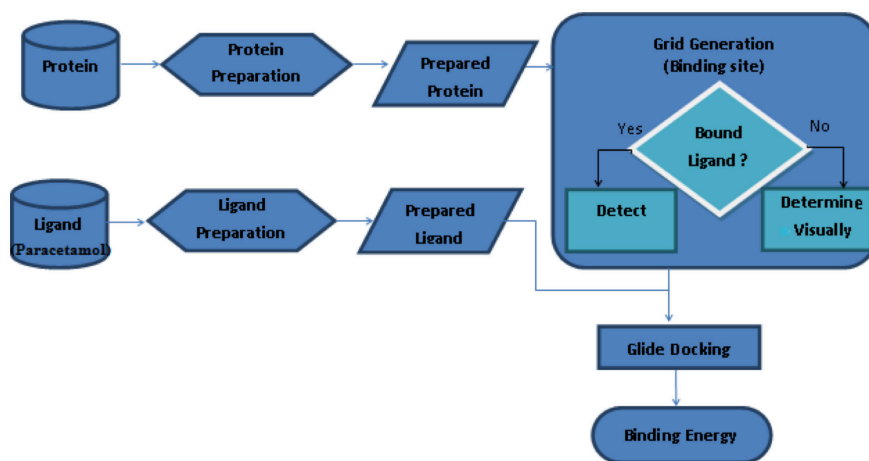 Protein
Protein
Preparation
Prepared
Protein
Grid Generation
(Binding site)
Yes
Bound
Ligand ?
No
Detect
Determine
Visually
Ligand
(Paracetamol)
Ligand
Preparation
Prepared
Ligand
Glide Docking
Binding Energy